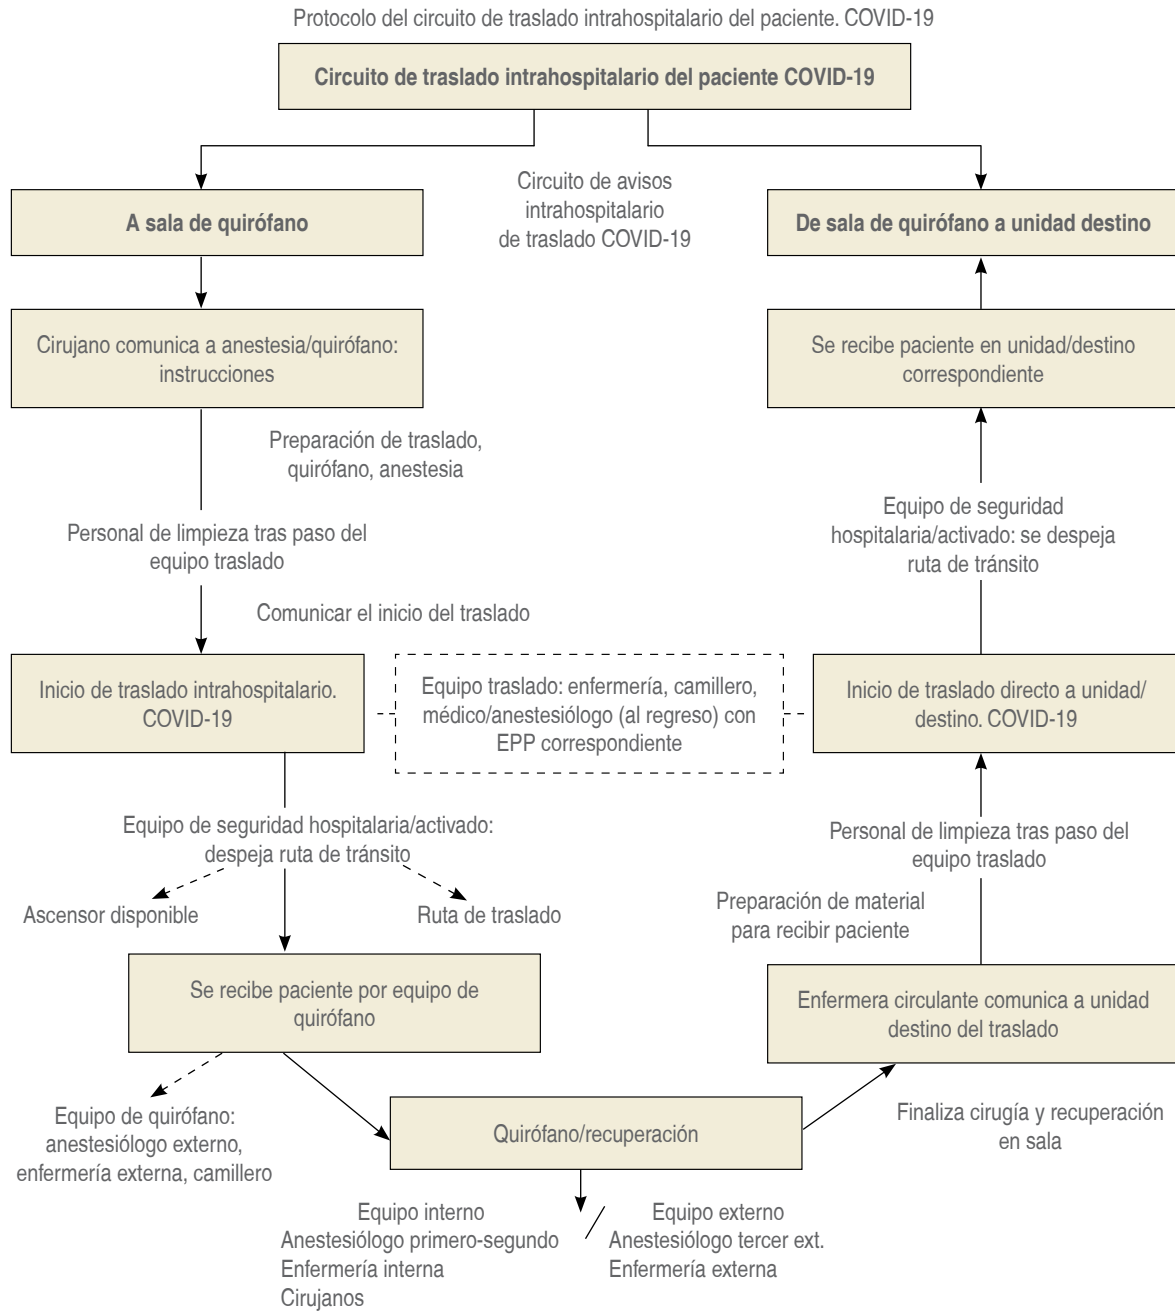 Protocolo del circuito de traslado intrahospitalario del paciente. COVID-19
Circuito de traslado intrahospitalario del paciente COVID-19
Circuito de avisos
intrahospitalario
de traslado COVID-19
A sala de quirófano
De sala de quirófano a unidad destino
Cirujano comunica a anestesia/quirófano:
instrucciones
Se recibe paciente en unidad/destino
correspondiente
Preparación de traslado,
quirófano, anestesia
Personal de limpieza tras paso del
equipo traslado
Equipo de seguridad
hospitalaria/activado: se despeja
ruta de tránsito
Comunicar el inicio del traslado
Inicio de traslado intrahospitalario.
COVID-19
Equipo traslado: enfermería, camillero,
médico/anestesiólogo (al regreso) con
EPP correspondiente
Inicio de traslado directo a unidad/
destino. COVID-19
Equipo de seguridad hospitalaria/activado:
despeja ruta de tránsito
Personal de limpieza tras paso del
equipo traslado
Ascensor disponible
Ruta de traslado
Preparación de material
para recibir paciente
Se recibe paciente por equipo de
quirófano
Enfermera circulante comunica a unidad
destino del traslado
Equipo de quirófano:
anestesiólogo externo,
enfermería externa, camillero
Quirófano/recuperación
Finaliza cirugía y recuperación
en sala
Equipo interno
Anestesiólogo primero-segundo
Enfermería interna
Cirujanos
/
Equipo externo
Anestesiólogo tercer ext.
Enfermería externa